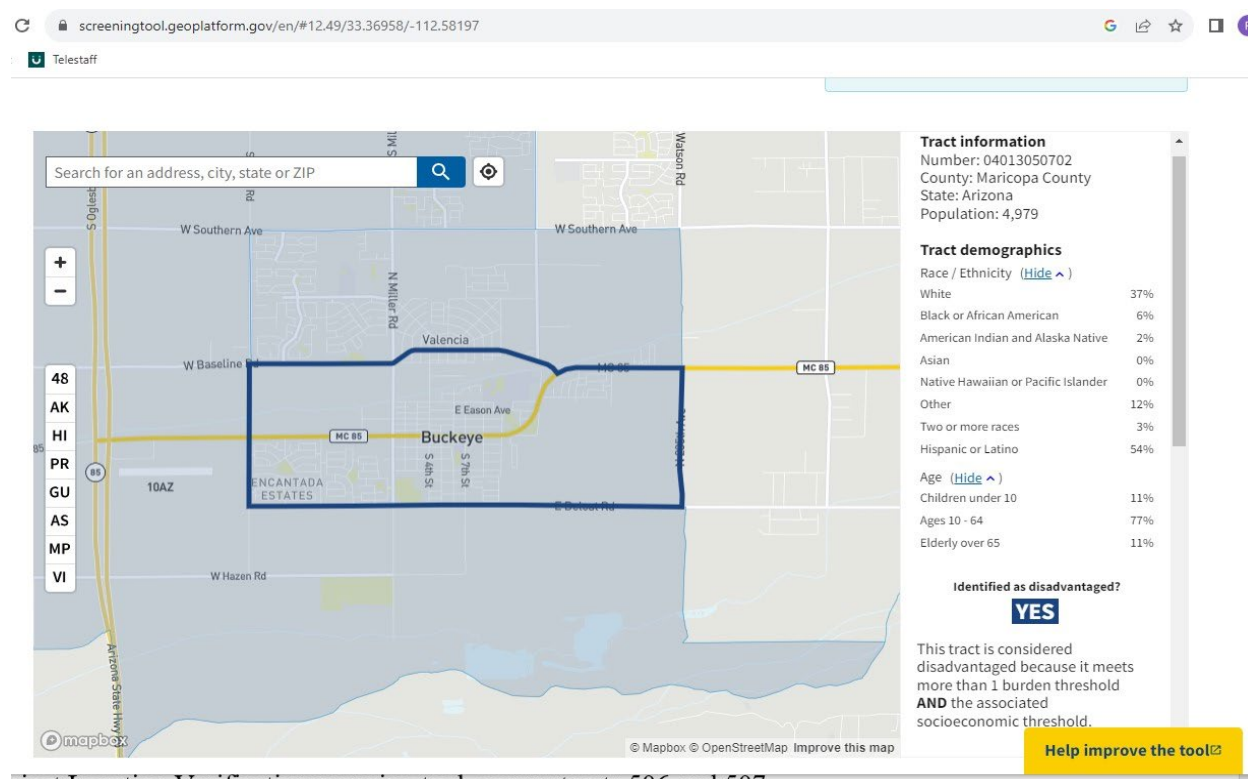 screeningtool.geoplatform.gov/en/#12.49/33.36958/-112.58197
Telestaff
Search for an address, city, state or ZIP
S Oglesb
S Mil
Rd
Watson Rd
W Southern Ave
W Southern Ave
N Miller Rd
Valencia
W Baseline Rd
MC 85
MC 85
E Eason Ave
MC 85
Buckeye
S 4th St
S 7th St
85
85
10AZ
ENCANTADA
ESTATES
E Beloat Rd
W Hazen Rd
Arizona State Hwy
+
−
48
AK
HI
PR
GU
AS
MP
VI
mapbox
© Mapbox © OpenStreetMap Improve this map
Tract information
Number: 04013050702
County: Maricopa County
State: Arizona
Population: 4,979
Tract demographics
Race / Ethnicity (Hide)
White 37%
Black or African American 6%
American Indian and Alaska Native 2%
Asian 0%
Native Hawaiian or Pacific Islander 0%
Other 12%
Two or more races 3%
Hispanic or Latino 54%
Age (Hide)
Children under 10 11%
Ages 10 - 64 77%
Elderly over 65 11%
Identified as disadvantaged?
YES
This tract is considered
disadvantaged because it meets
more than 1 burden threshold
AND the associated
socioeconomic threshold.
Help improve the tool